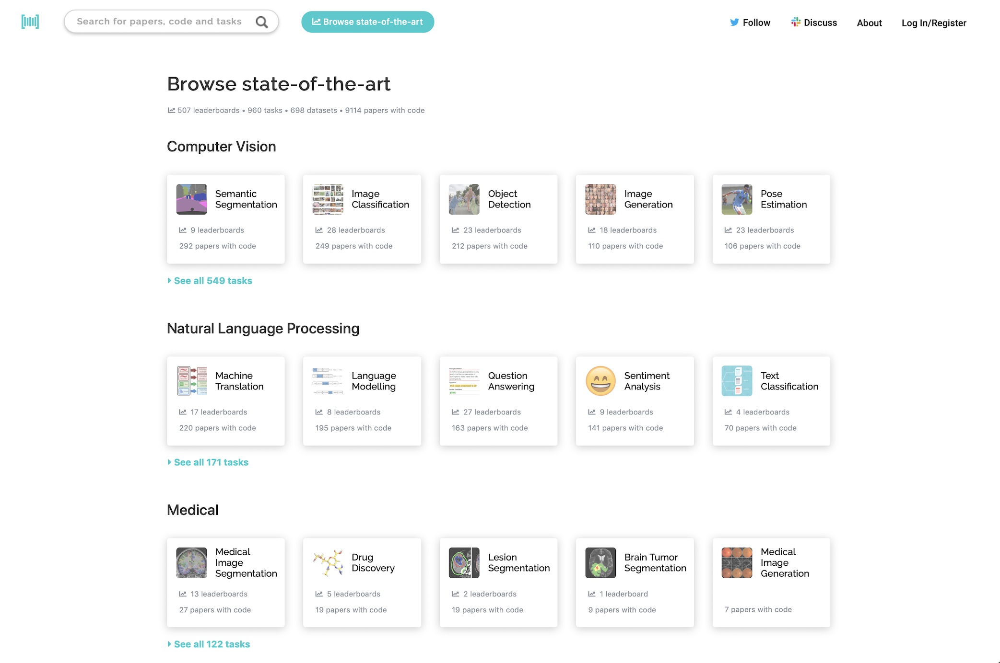 Search for papers, code and tasks
Browse state-of-the-art
Follow
Discuss
About
Log In/Register
Browse state-of-the-art
507 leaderboards • 960 tasks • 698 datasets • 9114 papers with code
Computer Vision
Semantic
Segmentation
9 leaderboards
292 papers with code
Image
Classification
28 leaderboards
249 papers with code
Object
Detection
23 leaderboards
212 papers with code
Image
Generation
18 leaderboards
110 papers with code
Pose
Estimation
23 leaderboards
106 papers with code
See all 549 tasks
Natural Language Processing
Machine
Translation
17 leaderboards
220 papers with code
Language
Modelling
8 leaderboards
195 papers with code
Question
Answering
27 leaderboards
163 papers with code
Sentiment
Analysis
9 leaderboards
141 papers with code
Text
Classification
4 leaderboards
70 papers with code
See all 171 tasks
Medical
Medical
Image
Segmentation
13 leaderboards
27 papers with code
Drug
Discovery
5 leaderboards
19 papers with code
Lesion
Segmentation
2 leaderboards
19 papers with code
Brain Tumor
Segmentation
1 leaderboard
9 papers with code
Medical
Image
Generation
7 papers with code
See all 122 tasks